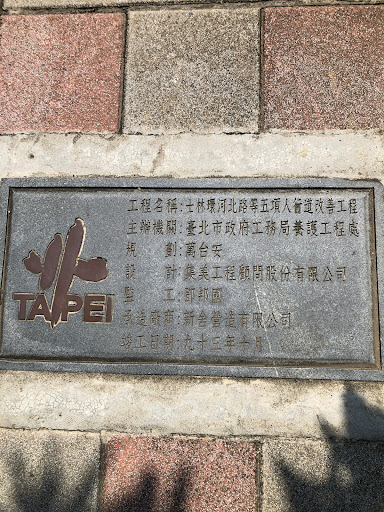 工程名稱:士林環河北路等五項人行道改善工程
主辦機關:臺北市政府工務局養護工程處
規 劃:萬台安
設 計:集美工程顧問股份有限公司
監 工:邵邦國
承造廠商:新舍營造有限公司
竣工日期:九十三年十月
TAIPEI